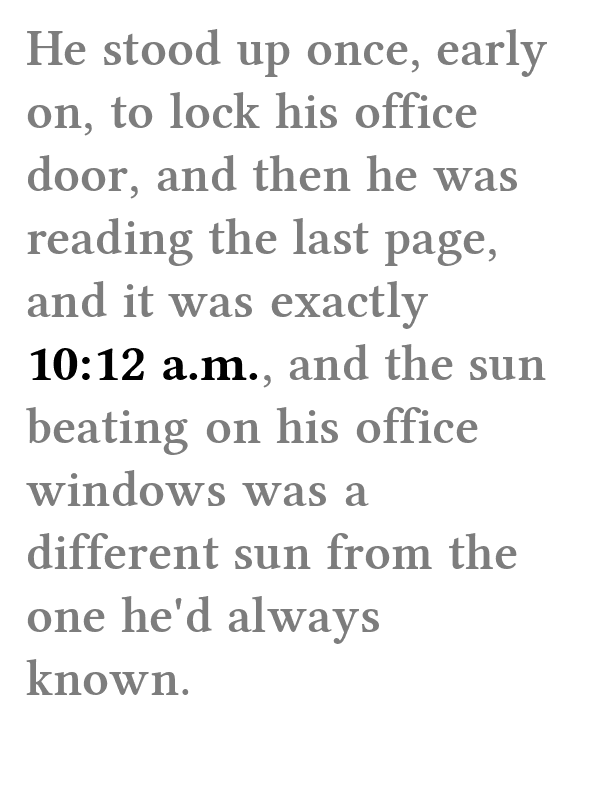 He stood up once, early
on, to lock his office
door, and then he was
reading the last page,
and it was exactly
10:12 a.m., and the sun
beating on his office
windows was a
different sun from the
one he'd always
known.